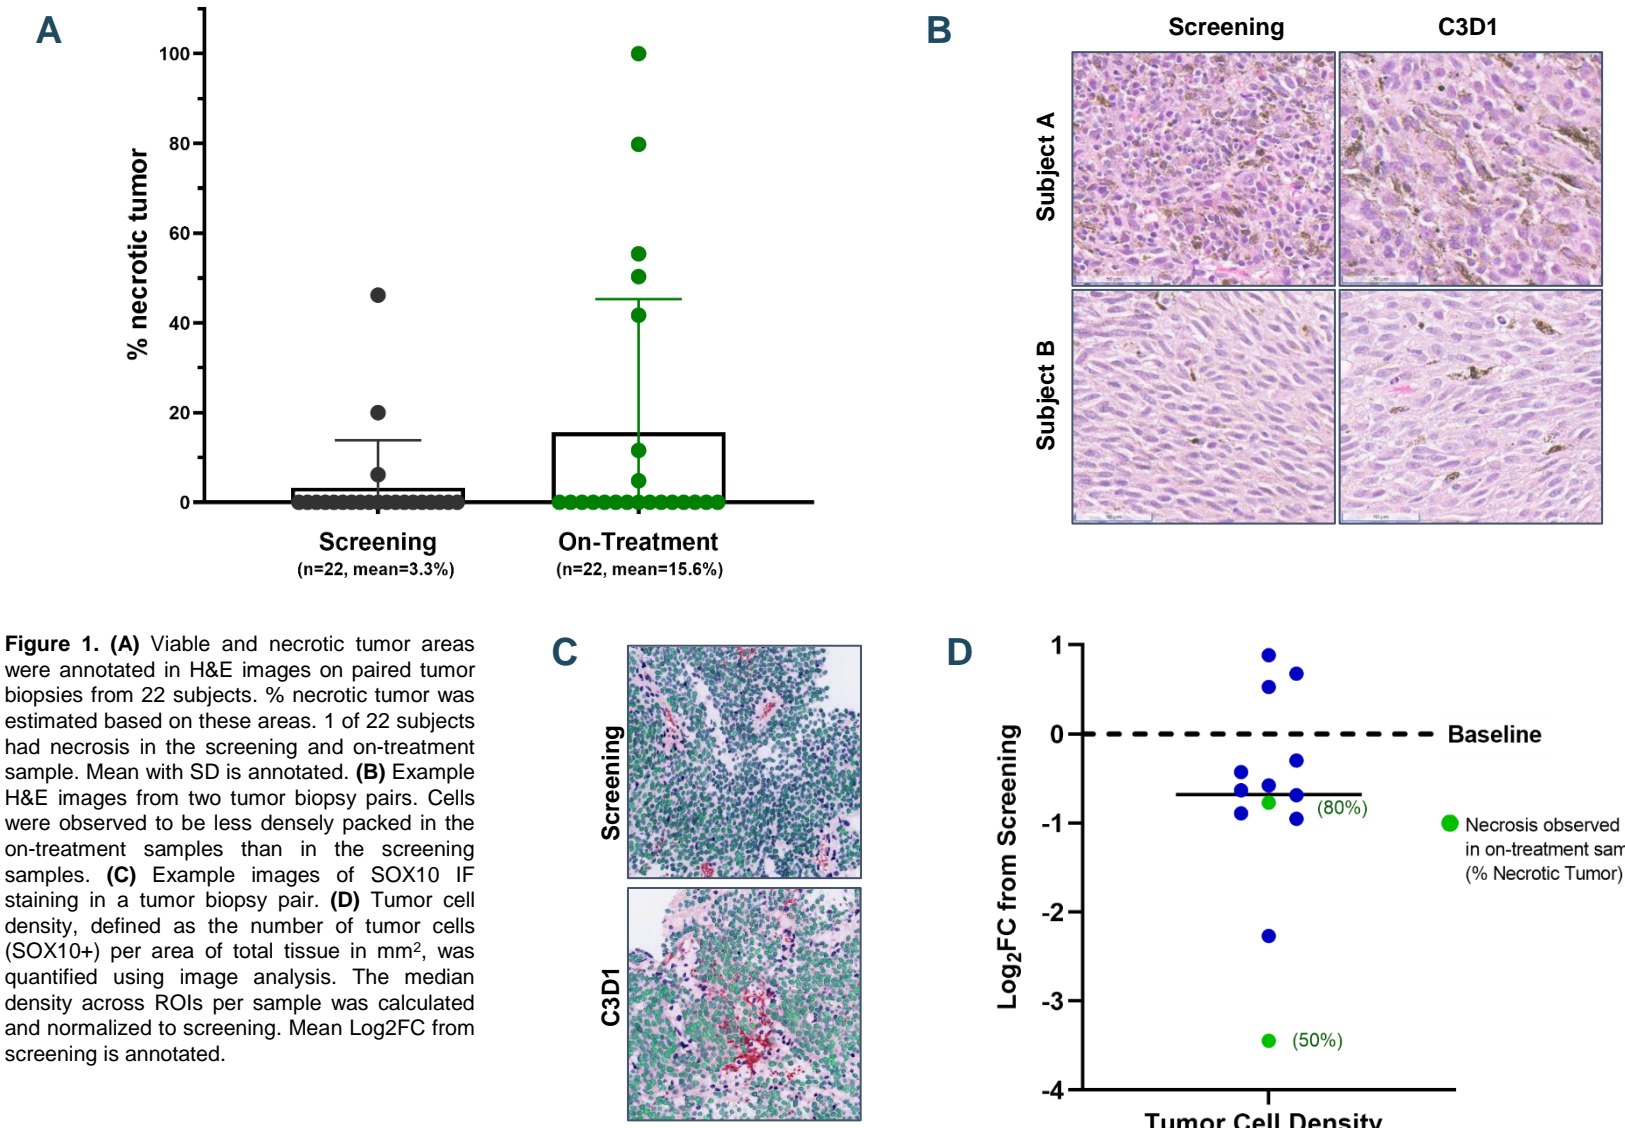 A
% necrotic tumor
100
80
60
40
20
0
Screening
(n=22, mean=3.3%)
On-Treatment
(n=22, mean=15.6%)
B
Screening
C3D1
Subject A
Subject B
Figure 1. (A) Viable and necrotic tumor areas
were annotated in H&E images on paired tumor
biopsies from 22 subjects. % necrotic tumor was
estimated based on these areas. 1 of 22 subjects
had necrosis in the screening and on-treatment
sample. Mean with SD is annotated. (B) Example
H&E images from two tumor biopsy pairs. Cells
were observed to be less densely packed in the
on-treatment samples than in the screening
samples. (C) Example images of SOX10 IF
staining in a tumor biopsy pair. (D) Tumor cell
density, defined as the number of tumor cells
(SOX10+) per area of total tissue in mm², was
quantified using image analysis. The median
density across ROIs per sample was calculated
and normalized to screening. Mean Log2FC from
screening is annotated.
C
Screening
C3D1
D
Log₂FC from Screening
1
0
-1
-2
-3
-4
Baseline
(80%)
(50%)
Necrosis observed
in on-treatment sam
(% Necrotic Tumor)
Tumor Cell Density